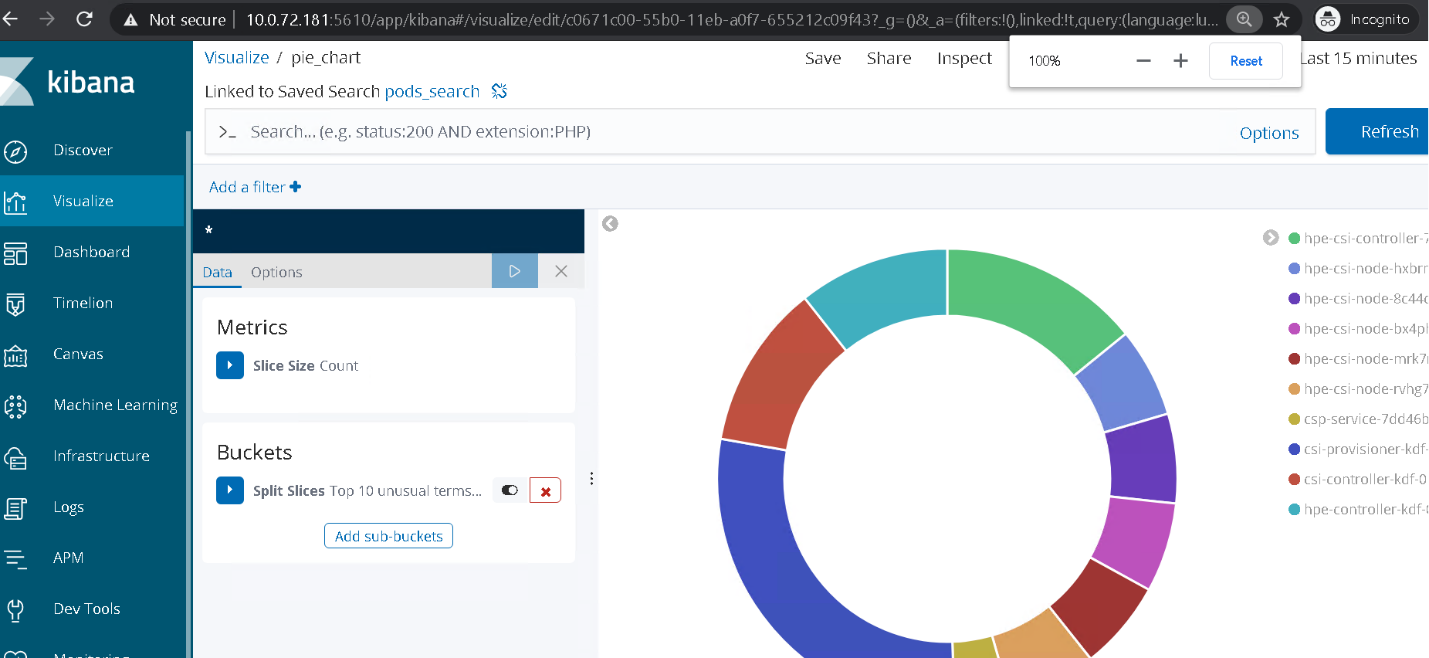 Not secure | 10.0.72.181:5610/app/kibana#/visualize/edit/c0671c00-55b0-11eb-a0f7-655212c09f43?_g=()&_a=(filters:!(),linked:!t,query:(language:lu...
Incognito
100%
Reset
kibana
Discover
Visualize
Dashboard
Timelion
Canvas
Machine Learning
Infrastructure
Logs
APM
Dev Tools
Monitoring
Visualize / pie_chart
Save Share Inspect
Last 15 minutes
Linked to Saved Search pods_search
>_ Search... (e.g. status:200 AND extension:PHP)
Options
Refresh
Add a filter +
*
Data Options
Metrics
Slice Size Count
Buckets
Split Slices Top 10 unusual terms...
Add sub-buckets
hpe-csi-controller-7
hpe-csi-node-hxbrr
hpe-csi-node-8c44c
hpe-csi-node-bx4pl
hpe-csi-node-mrk7
hpe-csi-node-rvhg7
csp-service-7dd46b
csi-provisioner-kdf-
csi-controller-kdf-0
hpe-controller-kdf-